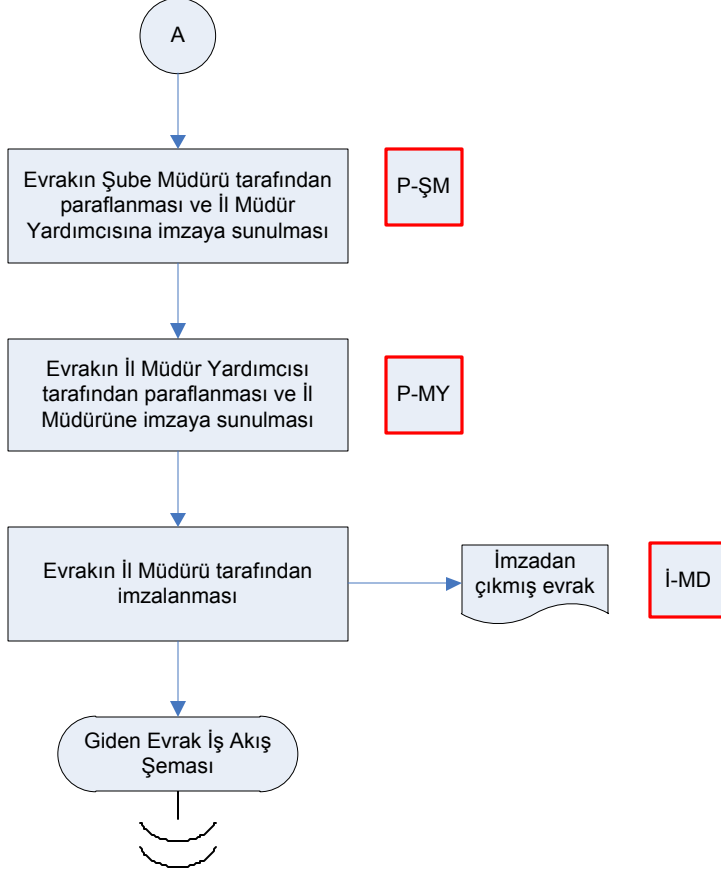 A
Evrakın Şube Müdürü tarafından
paraflanması ve İl Müdür
Yardımcısına imzaya sunulması
P-ŞM
Evrakın İl Müdür Yardımcısı
tarafından paraflanması ve İl
Müdürüne imzaya sunulması
P-MY
Evrakın İl Müdürü tarafından
imzalanması
İmzadan
çıkmış evrak
İ-MD
Giden Evrak İş Akış
Şeması